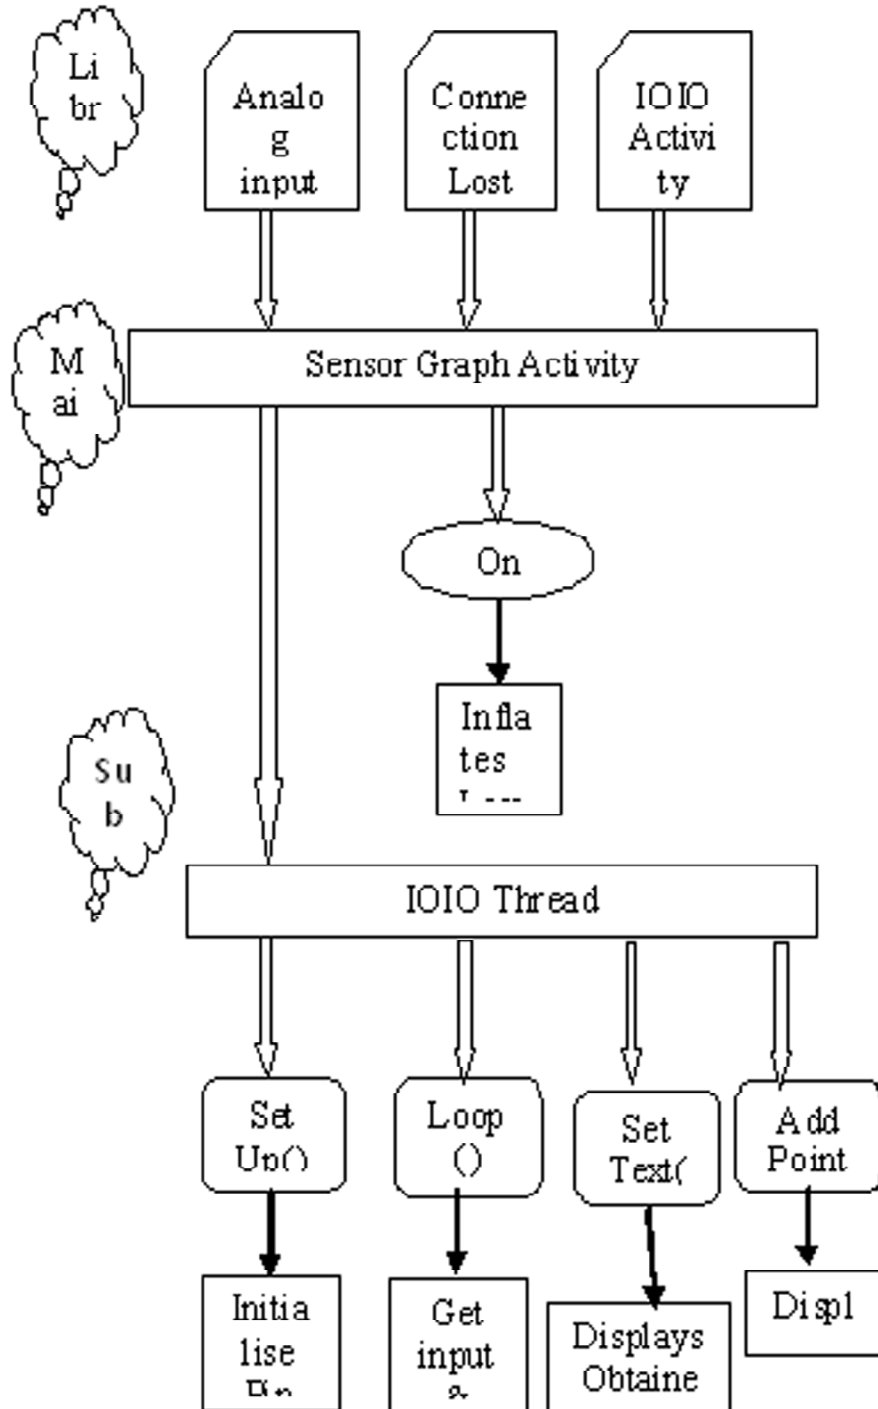 Li
br
Analo
g
input
Conne
ction
Lost
IOIO
Activi
ty
M
ai
Sensor Graph Activity
On
Infla
tes
Su
b
IOIO Thread
Set
Up()
Loop
()
Set
Text(
Add
Point
Initia
lise
Pin
Get
input
Displays
Obtaine
Displ